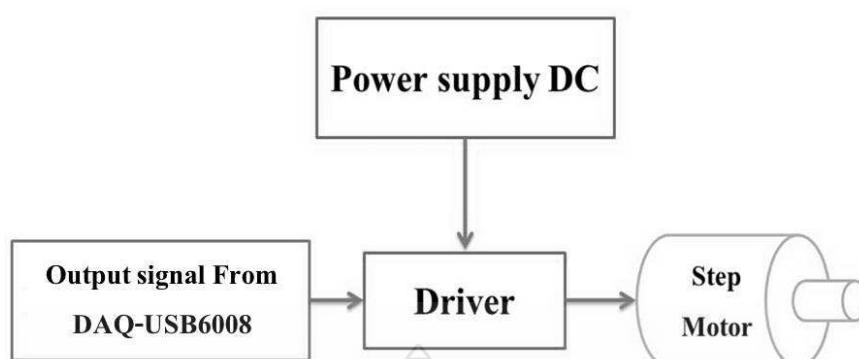 Power supply DC
Output signal From
DAQ-USB6008
Driver
Step
Motor